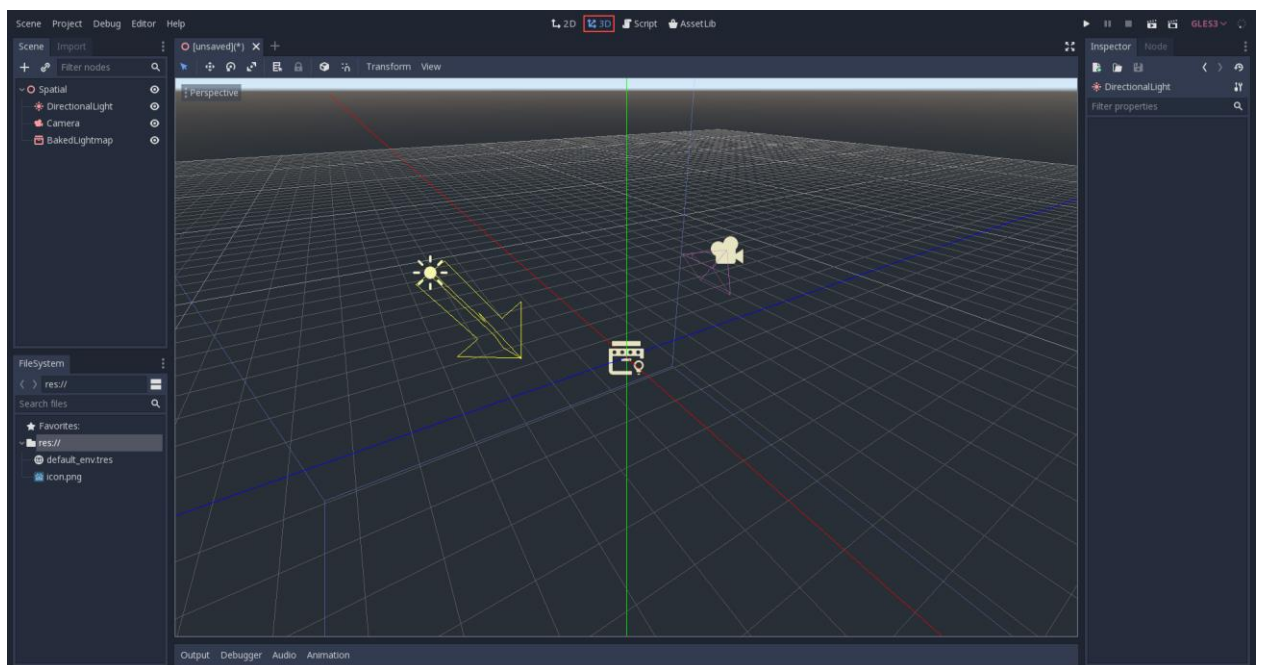 Scene Project Debug Editor Help
2D 3D Script AssetLib
GLES3
Scene Import
[unsaved](*)
Inspector Node
Filter nodes
Transform View
Spatial
Perspective
DirectionalLight
DirectionalLight
Filter properties
Camera
BakedLightmap
FileSystem
res://
Search files
Favorites:
res://
default_env.tres
icon.png
Output Debugger Audio Animation